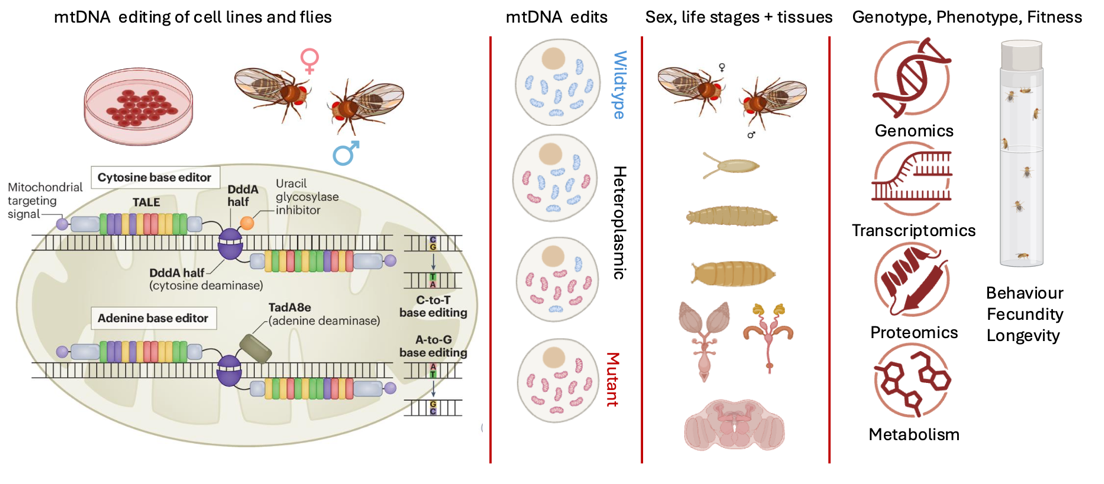 mtDNA editing of cell lines and flies
mtDNA edits
Sex, life stages + tissues
Genotype, Phenotype, Fitness
♀
♂
Cytosine base editor
Mitochondrial
targeting
signal
TALE
DddA
half
Uracil
glycosylase
inhibitor
DddA half
(cytosine deaminase)
C
G
T
A
C-to-T
base editing
Adenine base editor
TadA8e
(adenine deaminase)
A-to-G
base editing
A
T
G
C
(
Wildtype
Heteroplasmic
Mutant
♀
♂
Genomics
Transcriptomics
Proteomics
Metabolism
Behaviour
Fecundity
Longevity